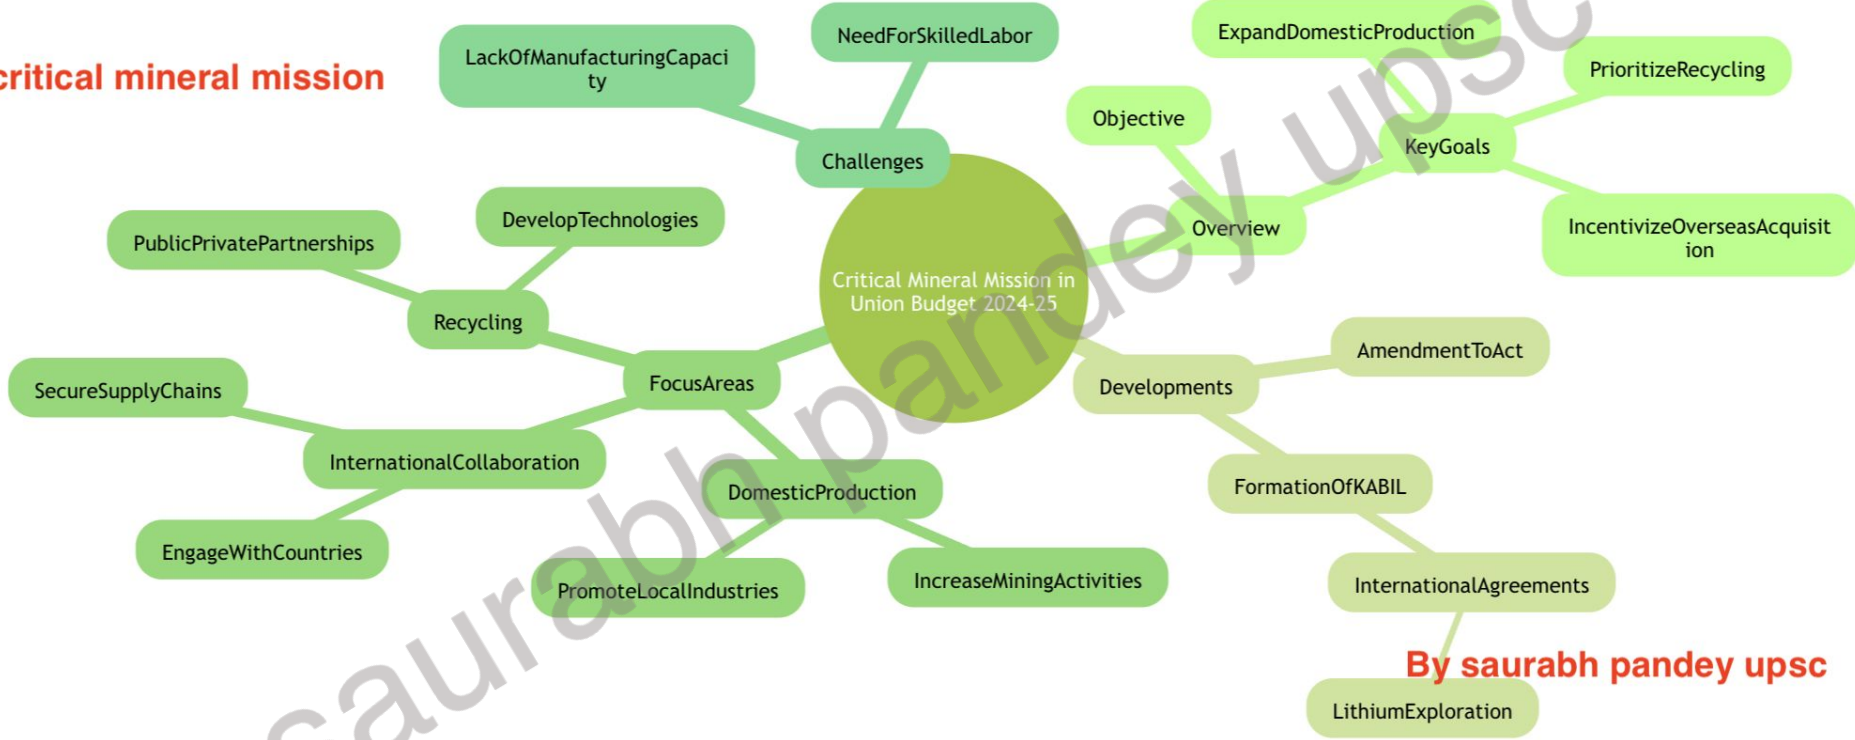 critical mineral mission
LackOfManufacturingCapaci
ty
NeedForSkilledLabor
Challenges
ExpandDomesticProduction
PrioritizeRecycling
Objective
KeyGoals
IncentivizeOverseasAcquisit
ion
Overview
PublicPrivatePartnerships
DevelopTechnologies
Recycling
Critical Mineral Mission in
Union Budget 2024-25
SecureSupplyChains
FocusAreas
InternationalCollaboration
EngageWithCountries
DomesticProduction
PromoteLocalIndustries
IncreaseMiningActivities
AmendmentToAct
Developments
FormationOfKABIL
InternationalAgreements
LithiumExploration
By saurabh pandey upsc
saurabh pandey upsc